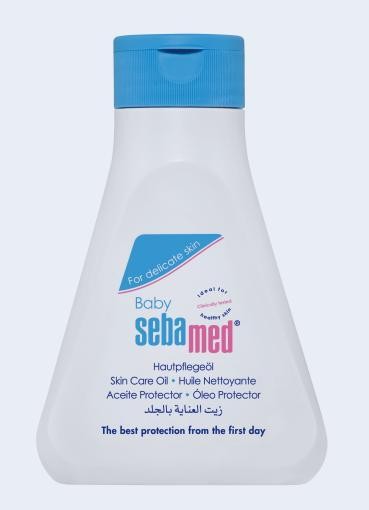 For delicate skin
Baby
sebamed®
ideal for
Clinically tested
healthy skin
Hautpflegeöl
Skin Care Oil • Huile Nettoyante
Aceite Protector • Óleo Protector
زيت العناية بالجلد
The best protection from the first day